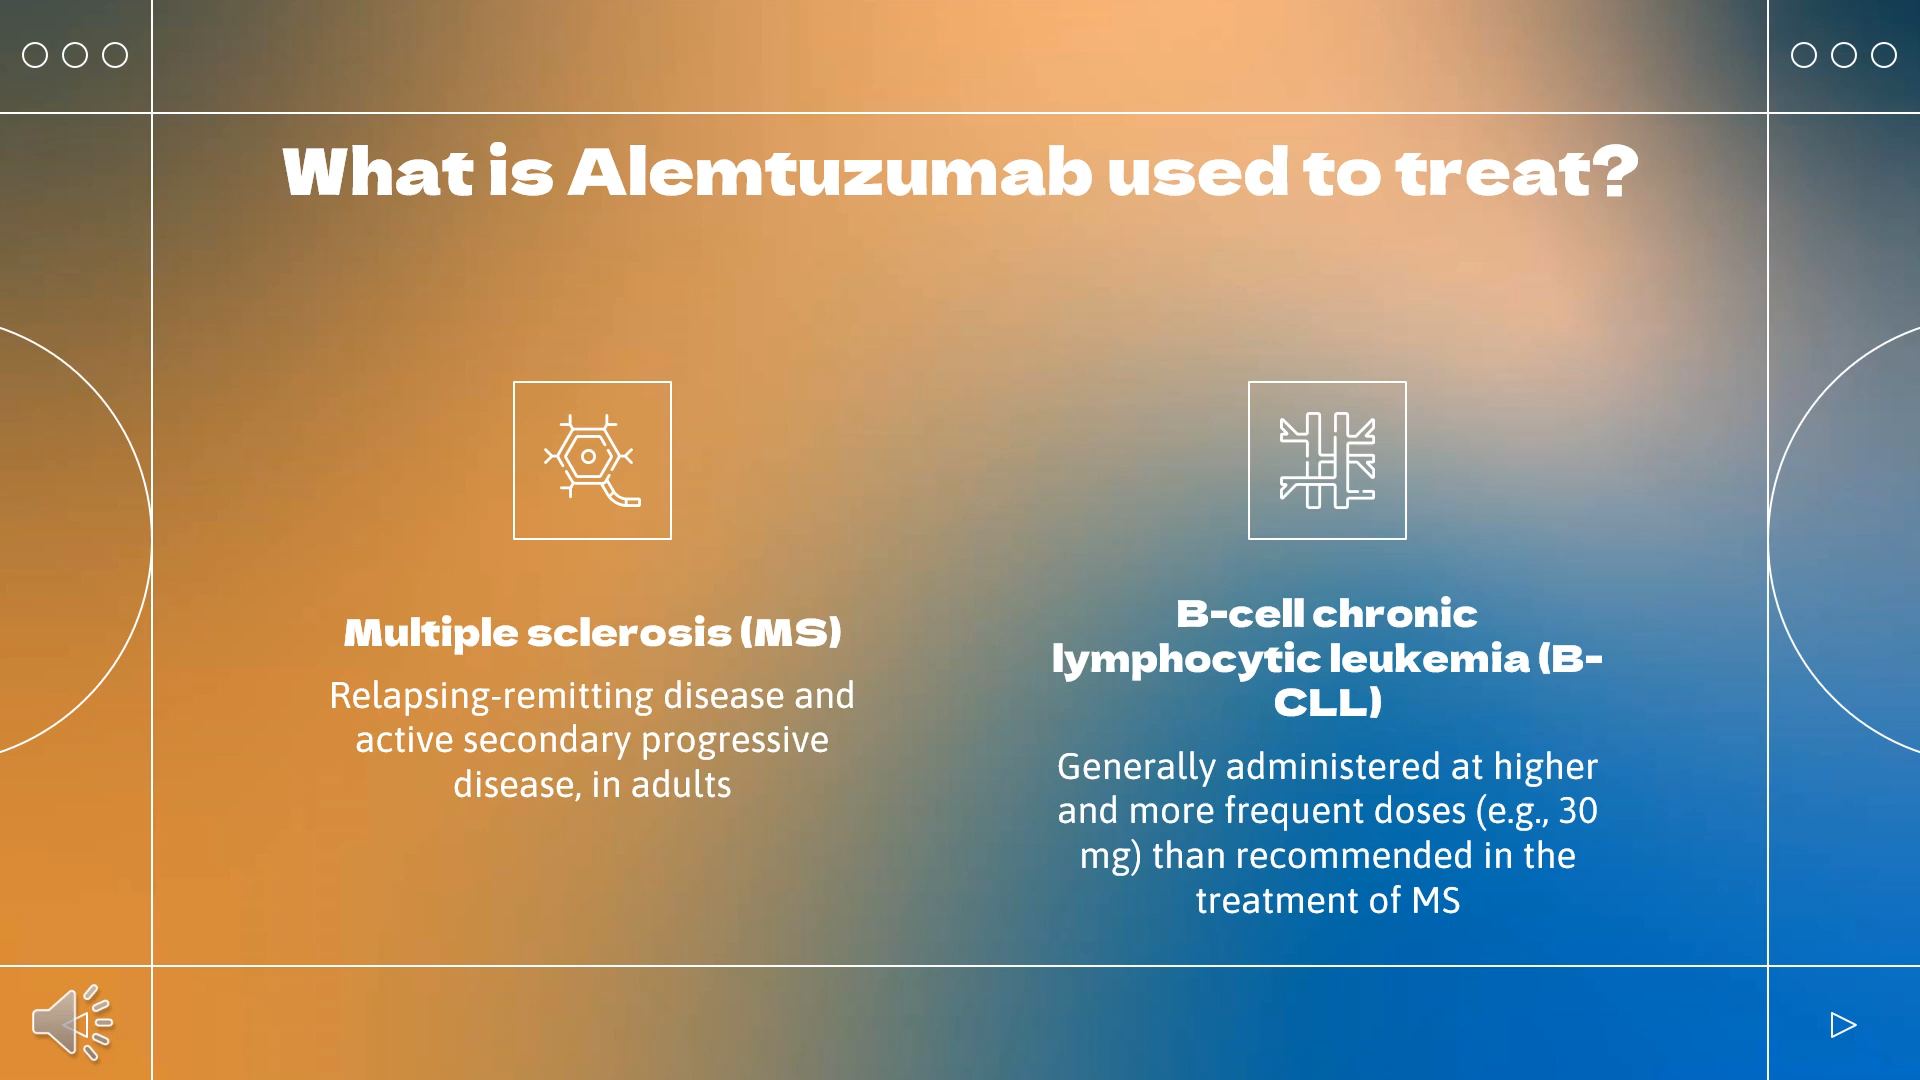 What is Alemtuzumab used to treat?
Multiple sclerosis (MS)
Relapsing-remitting disease and
active secondary progressive
disease, in adults
B-cell chronic
lymphocytic leukemia (B-
CLL)
Generally administered at higher
and more frequent doses (e.g., 30
mg) than recommended in the
treatment of MS